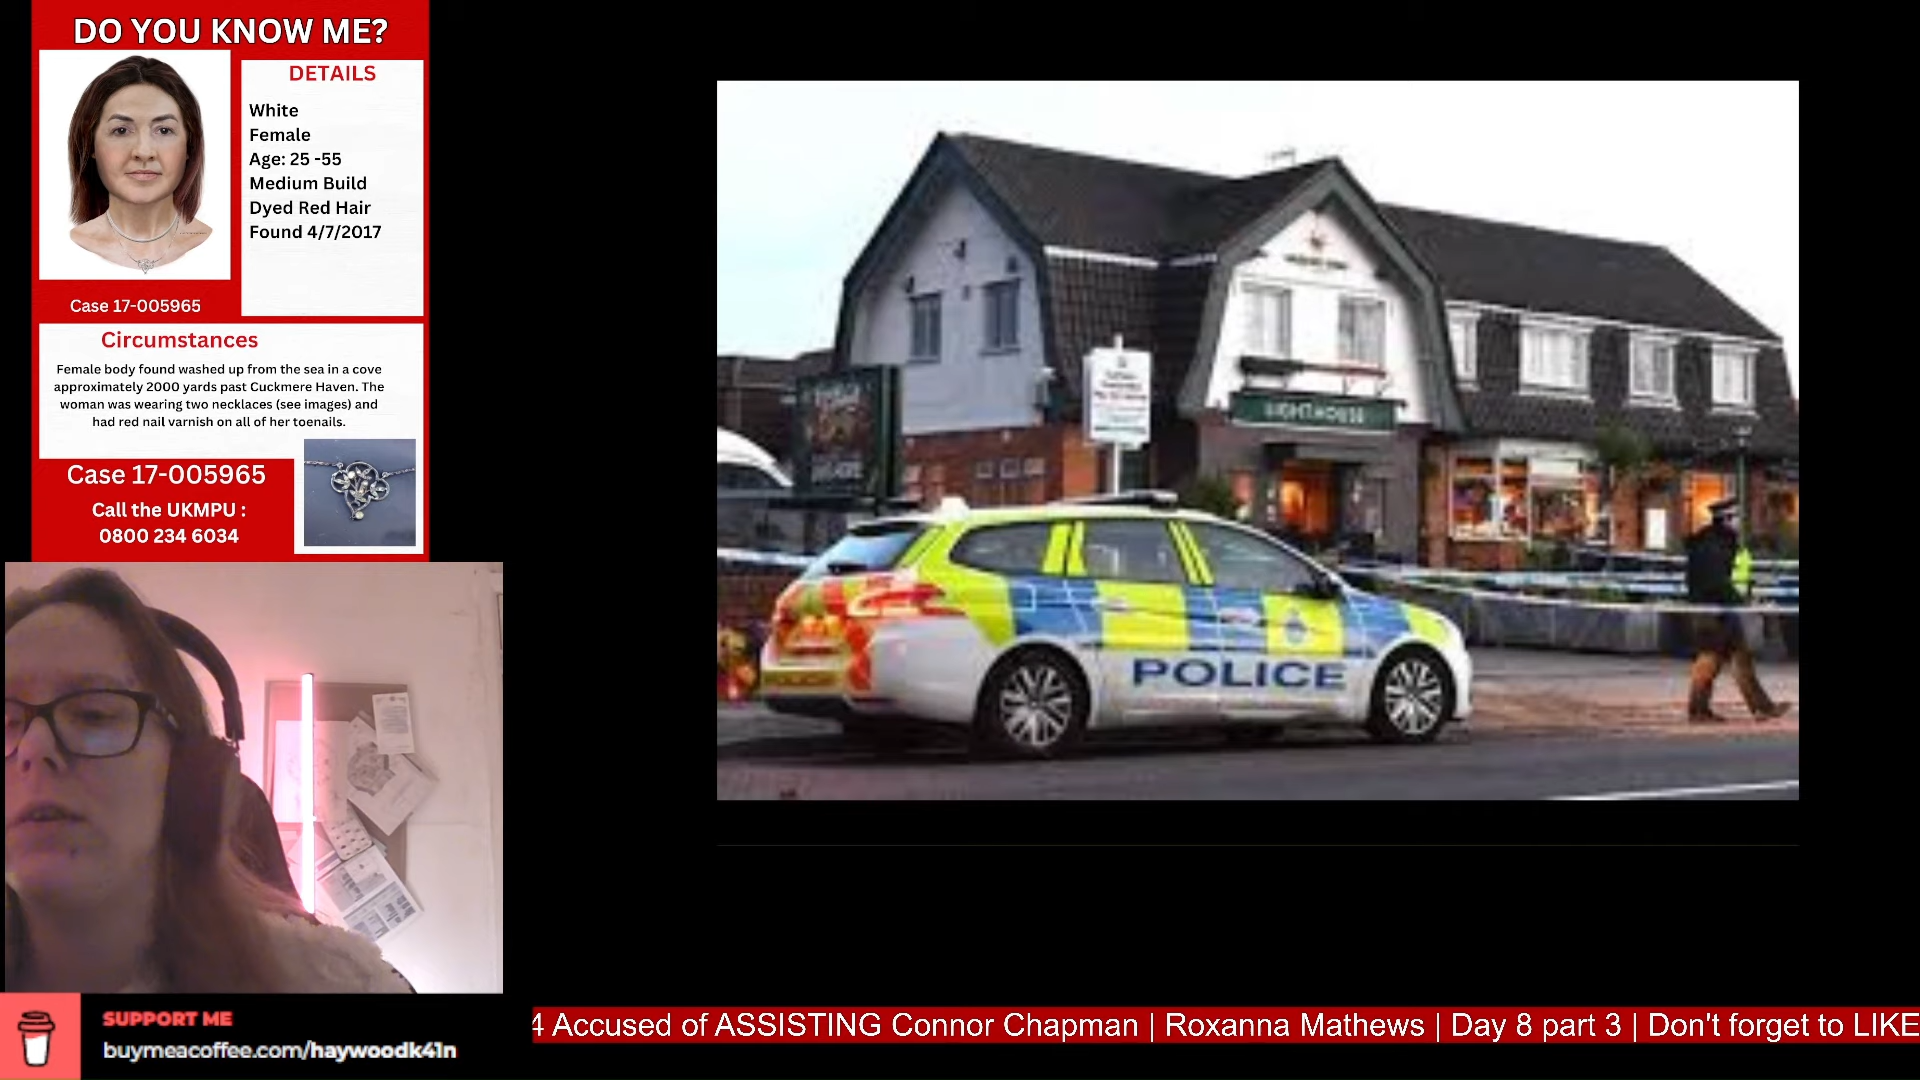 DO YOU KNOW ME?
DETAILS
White
Female
Age: 25 -55
Medium Build
Dyed Red Hair
Found 4/7/2017
Case 17-005965
Circumstances
Female body found washed up from the sea in a cove
approximately 2000 yards past Cuckmere Haven. The
woman was wearing two necklaces (see images) and
had red nail varnish on all of her toenails.
Case 17-005965
Call the UKMPU :
0800 234 6034
LIGHTHOUSE
POLICE
SUPPORT ME
buymeacoffee.com/haywoodk41n
4 Accused of ASSISTING Connor Chapman | Roxanna Mathews | Day 8 part 3 | Don't forget to LIKE